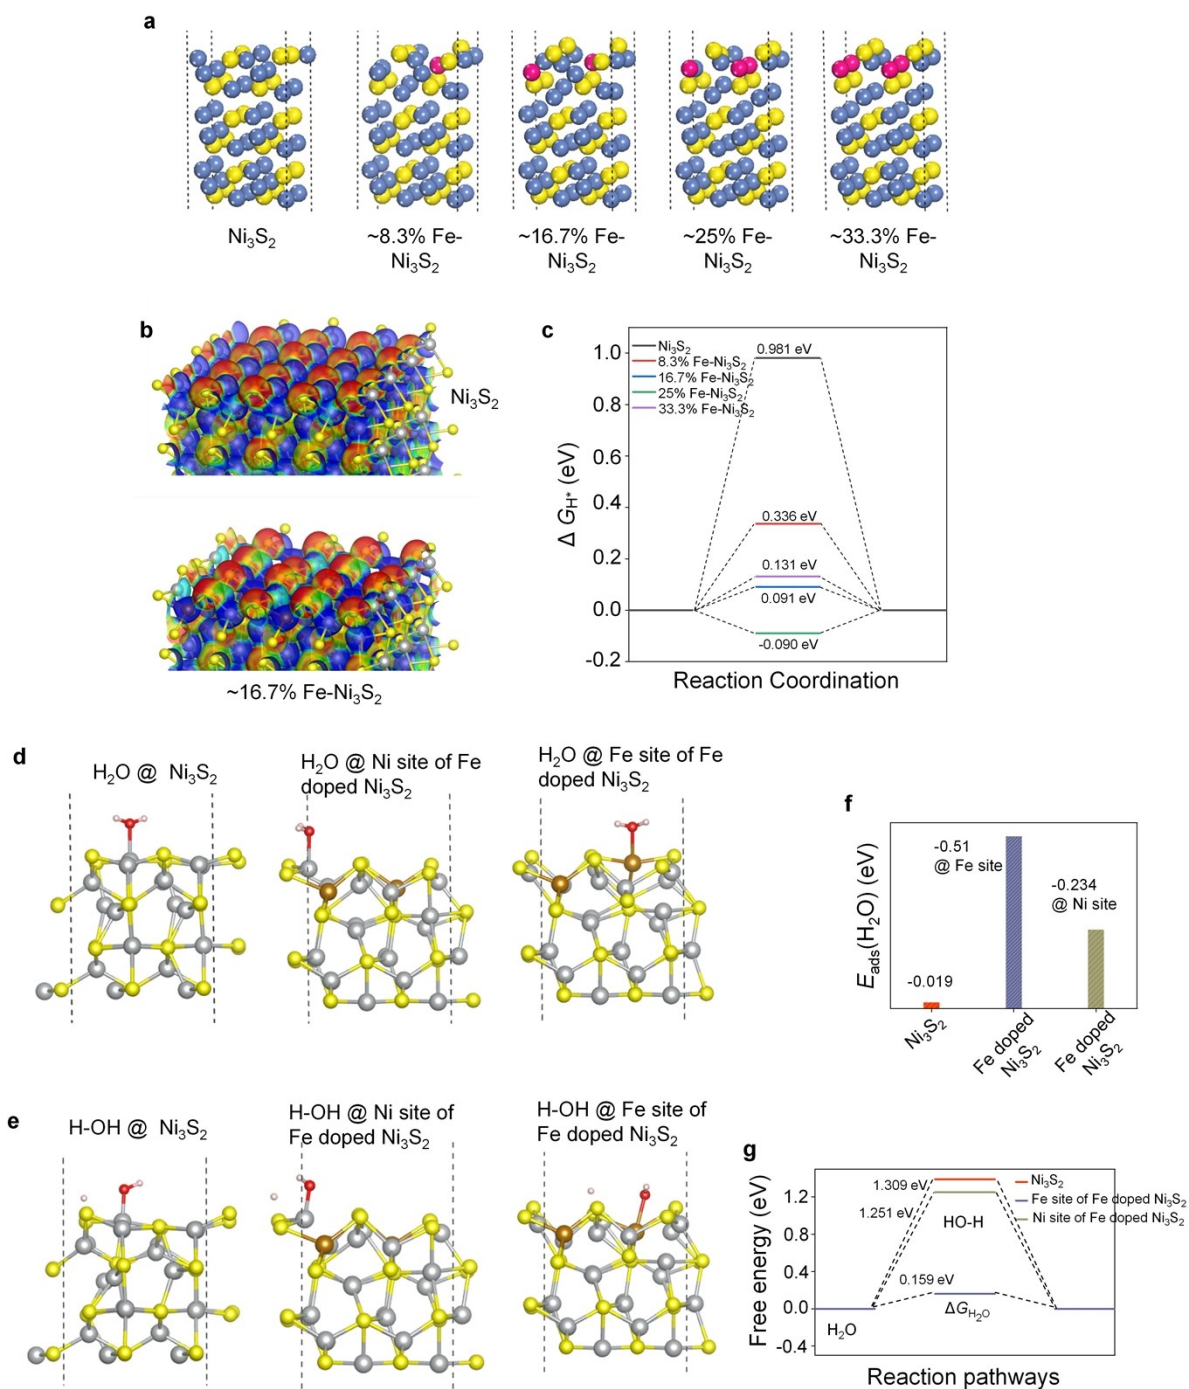 a
Ni₃S₂
~8.3% Fe-
Ni₃S₂
~16.7% Fe-
Ni₃S₂
~25% Fe-
Ni₃S₂
~33.3% Fe-
Ni₃S₂
b
Ni₃S₂
~16.7% Fe-Ni₃S₂
c
Δ G_H* (eV)
1.0
0.8
0.6
0.4
0.2
0.0
-0.2
Ni₃S₂
8.3% Fe-Ni₃S₂
16.7% Fe-Ni₃S₂
25% Fe-Ni₃S₂
33.3% Fe-Ni₃S₂
0.981 eV
0.336 eV
0.131 eV
0.091 eV
-0.090 eV
Reaction Coordination
d
H₂O @ Ni₃S₂
H₂O @ Ni site of Fe
doped Ni₃S₂
H₂O @ Fe site of Fe
doped Ni₃S₂
e
H-OH @ Ni₃S₂
H-OH @ Ni site of
Fe doped Ni₃S₂
H-OH @ Fe site of
Fe doped Ni₃S₂
f
E_ads(H₂O) (eV)
-0.019
-0.51
@ Fe site
-0.234
@ Ni site
Ni₃S₂
Fe doped
Ni₃S₂
Fe doped
Ni₃S₂
g
Free energy (eV)
1.2
0.8
0.4
0.0
-0.4
1.309 eV
1.251 eV
0.159 eV
HO-H
H₂O
ΔG_H₂O
Ni₃S₂
Fe site of Fe doped Ni₃S₂
Ni site of Fe doped Ni₃S₂
Reaction pathways